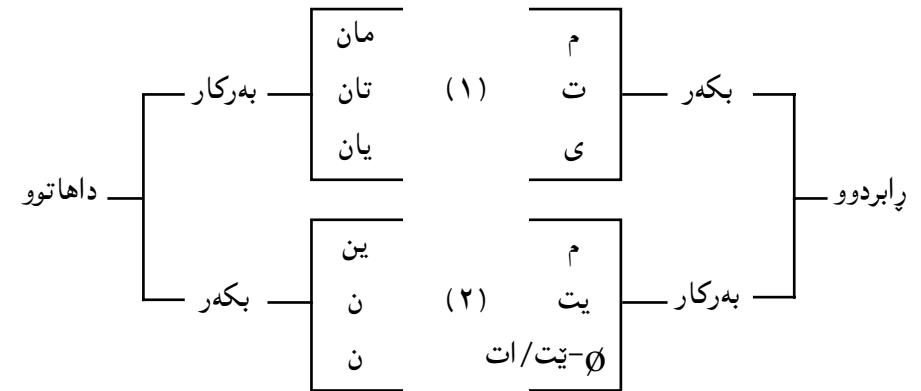 م مان
بەرکار ت (١) تان بکەر
ی یان
ڕابردوو داهاتوو
م ین
بەرکار یت (٢) ن بکەر
ø-ێت/ات ن